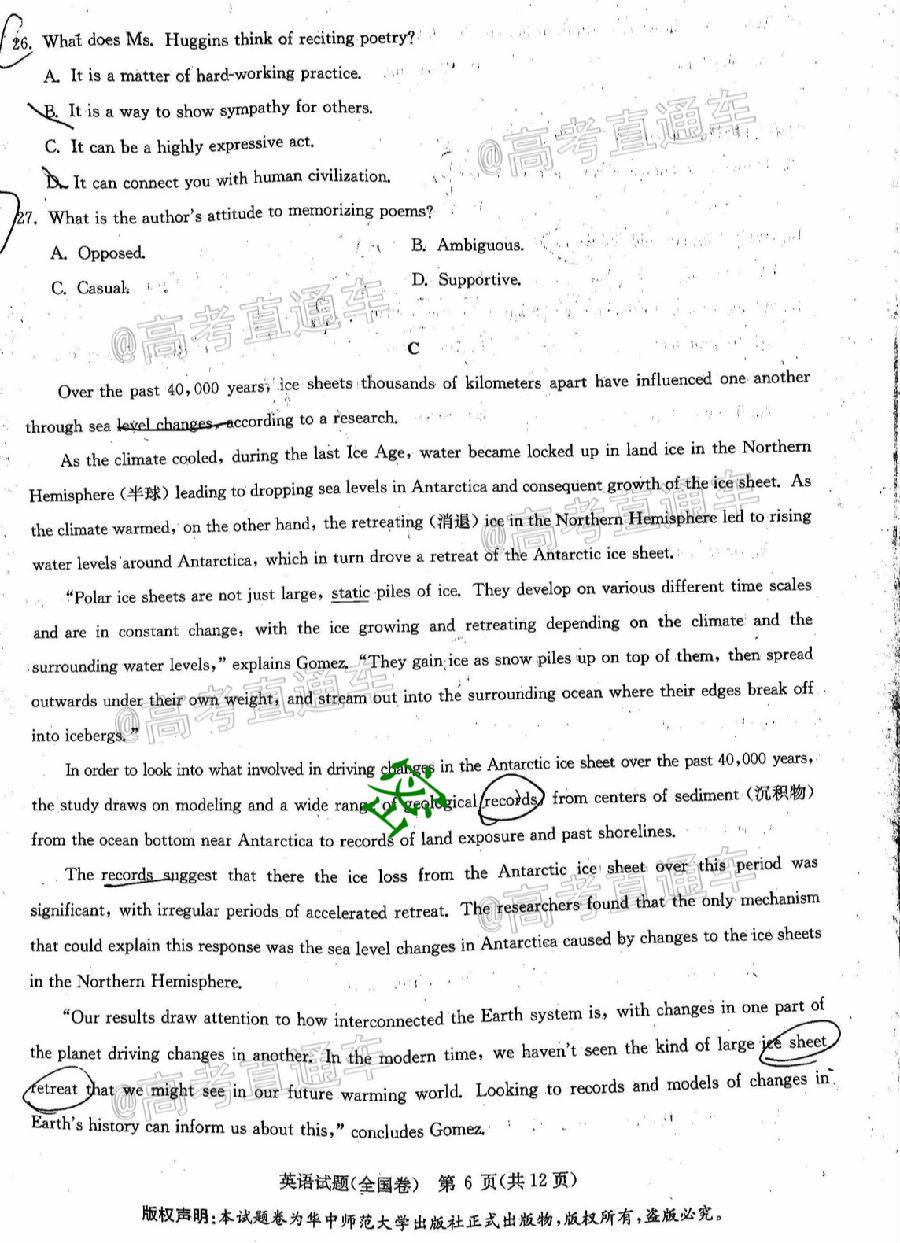 26. What does Ms. Huggins think of reciting poetry?
A. It is a matter of hard-working practice.
B. It is a way to show sympathy for others.
C. It can be a highly expressive act.
D. It can connect you with human civilization.
27. What is the author's attitude to memorizing poems?
A. Opposed.
B. Ambiguous.
C. Casual.
D. Supportive.
@高考直通车
@高考直通车
C
Over the past 40,000 years, ice sheets thousands of kilometers apart have influenced one another
through sea level changes, according to a research.
As the climate cooled, during the last Ice Age, water became locked up in land ice in the Northern
Hemisphere (半球) leading to dropping sea levels in Antarctica and consequent growth of the ice sheet. As
the climate warmed, on the other hand, the retreating (消退) ice in the Northern Hemisphere led to rising
water levels around Antarctica, which in turn drove a retreat of the Antarctic ice sheet.
@高考直通车
"Polar ice sheets are not just large, static piles of ice. They develop on various different time scales
and are in constant change, with the ice growing and retreating depending on the climate and the
surrounding water levels," explains Gomez. "They gain ice as snow piles up on top of them, then spread
outwards under their own weight, and stream out into the surrounding ocean where their edges break off
into icebergs."
@高考直通车
In order to look into what involved in driving changes in the Antarctic ice sheet over the past 40,000 years,
the study draws on modeling and a wide range of geological records, from centers of sediment (沉积物)
from the ocean bottom near Antarctica to records of land exposure and past shorelines.
密
The records suggest that there the ice loss from the Antarctic ice sheet over this period was
significant, with irregular periods of accelerated retreat. The researchers found that the only mechanism
that could explain this response was the sea level changes in Antarctica caused by changes to the ice sheets
in the Northern Hemisphere.
@高考直通车
"Our results draw attention to how interconnected the Earth system is, with changes in one part of
the planet driving changes in another. In the modern time, we haven't seen the kind of large ice sheet
retreat that we might see in our future warming world. Looking to records and models of changes in
Earth's history can inform us about this," concludes Gomez.
@高考直通车
英语试题(全国卷) 第 6 页(共 12 页)
版权声明:本试题卷为华中师范大学出版社正式出版物,版权所有,盗版必究。